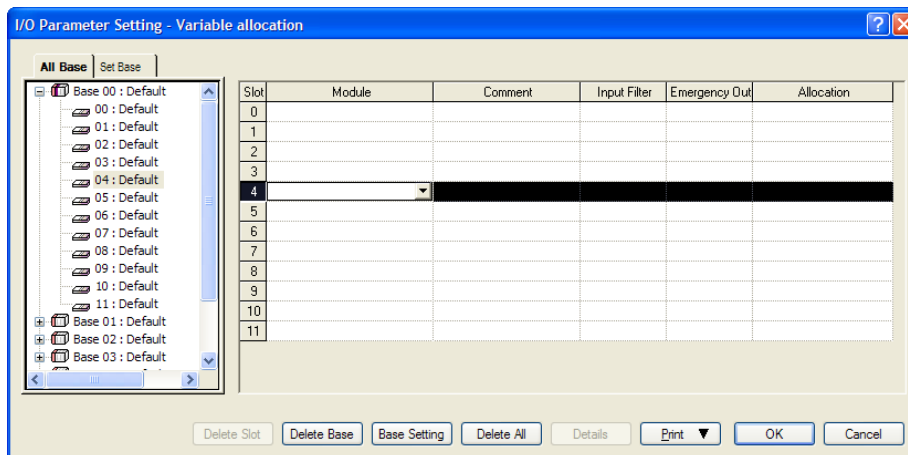 I/O Parameter Setting - Variable allocation
All Base Set Base
Base 00 : Default
00 : Default
01 : Default
02 : Default
03 : Default
04 : Default
05 : Default
06 : Default
07 : Default
08 : Default
09 : Default
10 : Default
11 : Default
Base 01 : Default
Base 02 : Default
Base 03 : Default
Slot Module Comment Input Filter Emergency Out Allocation
0
1
2
3
4
5
6
7
8
9
10
11
Delete Slot Delete Base Base Setting Delete All Details Print ▼ OK Cancel